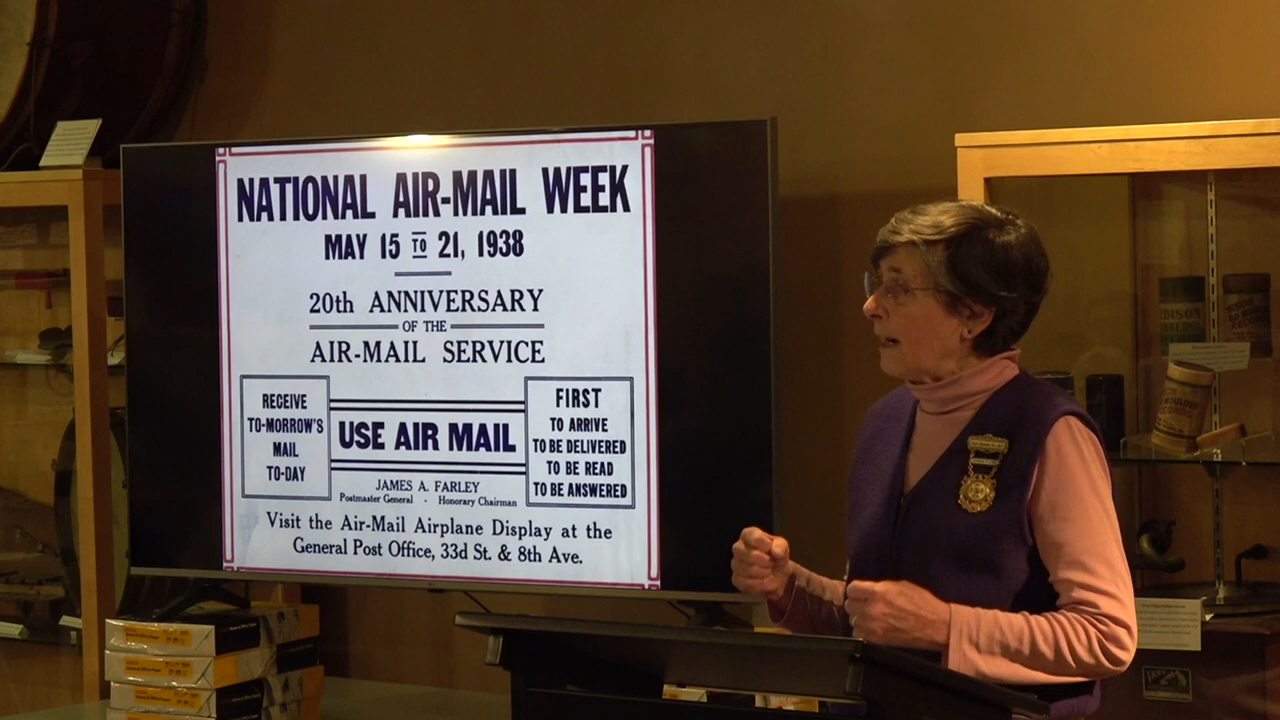 NATIONAL AIR-MAIL WEEK
MAY 15 TO 21, 1938
20th ANNIVERSARY
OF THE
AIR-MAIL SERVICE
RECEIVE
TO-MORROW'S
MAIL
TO-DAY
USE AIR MAIL
FIRST
TO ARRIVE
TO BE DELIVERED
TO BE READ
TO BE ANSWERED
JAMES A. FARLEY
Postmaster General - Honorary Chairman
Visit the Air-Mail Airplane Display at the
General Post Office, 33d St. & 8th Ave.
EDISON
RECORDS